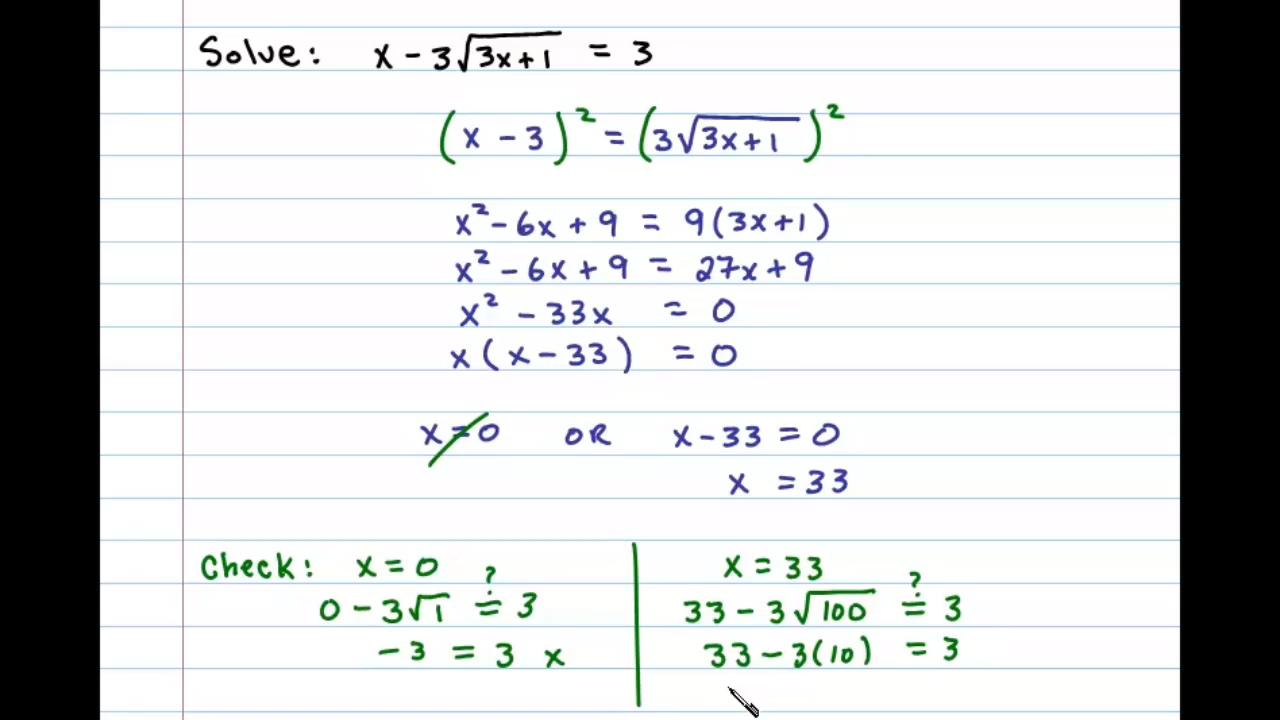 Solve: x - 3√(3x+1) = 3
(x - 3)² = (3√(3x+1))²
x² - 6x + 9 = 9(3x+1)
x² - 6x + 9 = 27x + 9
x² - 33x = 0
x(x - 33) = 0
x=0 OR x - 33 = 0
x = 33
Check: x = 0
0 - 3√1 ≟ 3
-3 = 3 x
x = 33
33 - 3√100 ≟ 3
33 - 3(10) = 3